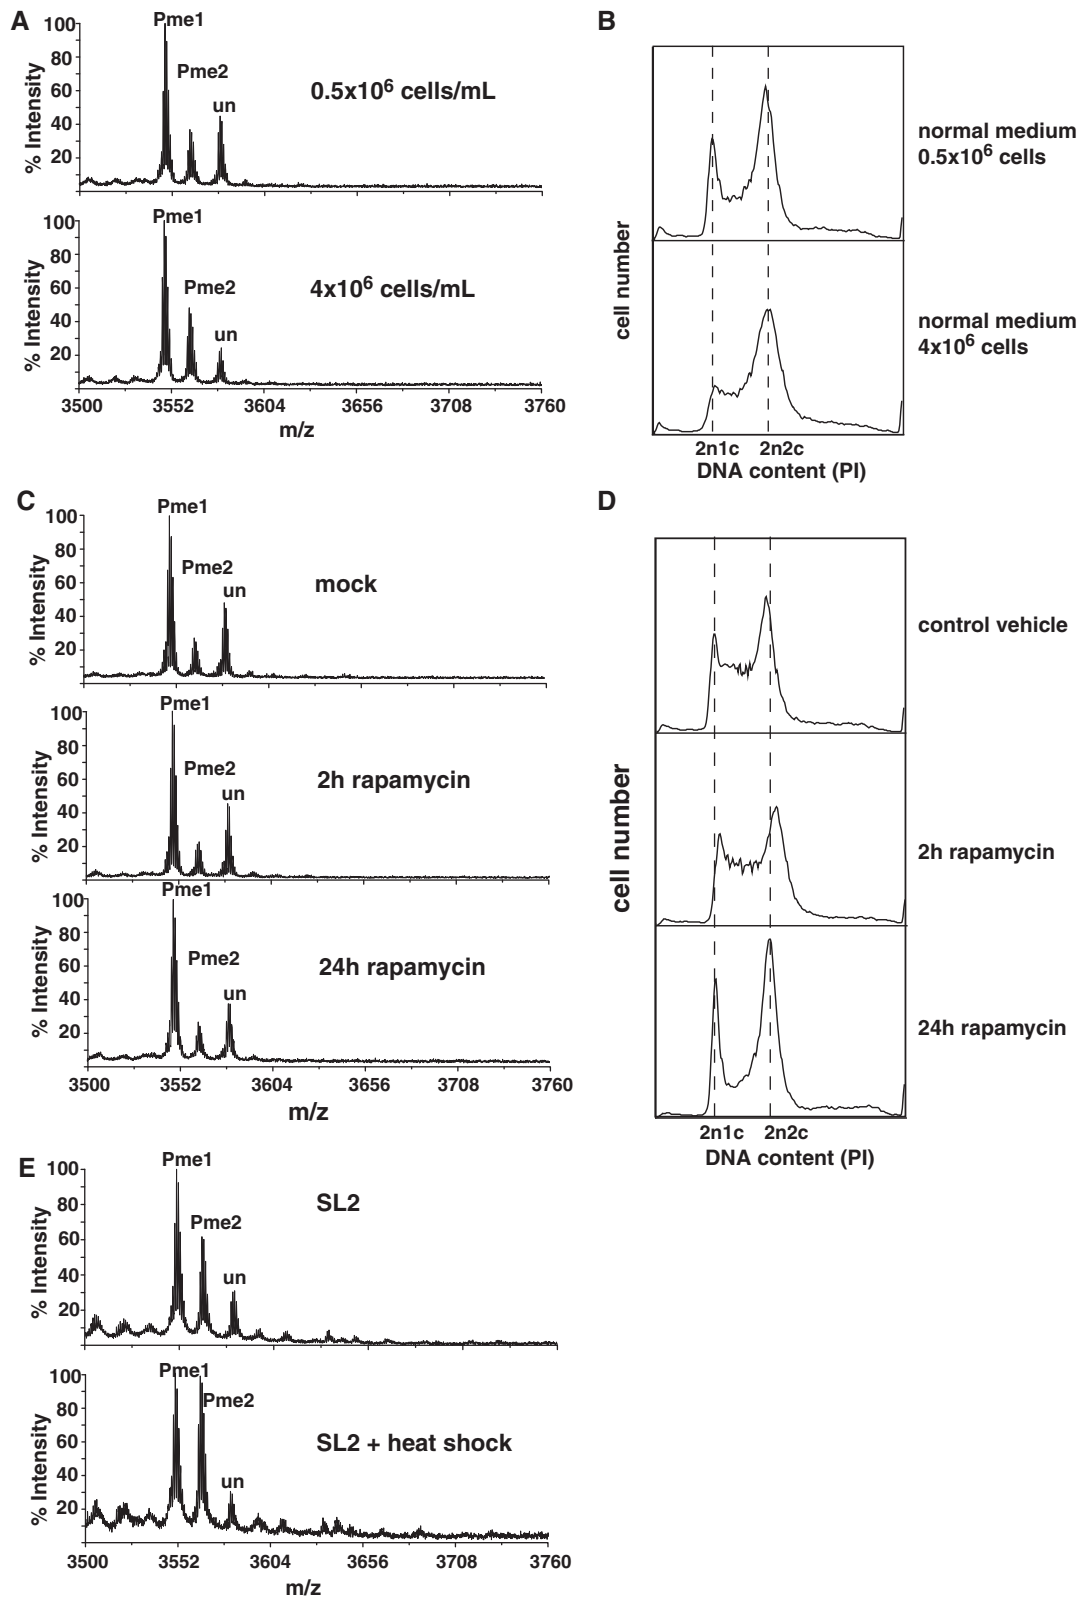 A
Pme1
Pme2
un
0.5x10⁶ cells/mL
% Intensity
100
80
60
40
20
Pme1
Pme2
un
4x10⁶ cells/mL
% Intensity
100
80
60
40
20
3500 3552 3604 3656 3708 3760
m/z
B
normal medium
0.5x10⁶ cells
normal medium
4x10⁶ cells
cell number
2n1c 2n2c
DNA content (PI)
C
Pme1
Pme2
un
mock
% Intensity
100
80
60
40
20
Pme1
Pme2
un
2h rapamycin
% Intensity
100
80
60
40
20
Pme1
Pme2
un
24h rapamycin
% Intensity
100
80
60
40
20
3500 3552 3604 3656 3708 3760
m/z
D
control vehicle
2h rapamycin
24h rapamycin
cell number
2n1c 2n2c
DNA content (PI)
E
Pme1
Pme2
un
SL2
% Intensity
100
80
60
40
20
Pme1
Pme2
un
SL2 + heat shock
% Intensity
100
80
60
40
20
3500 3552 3604 3656 3708 3760
m/z